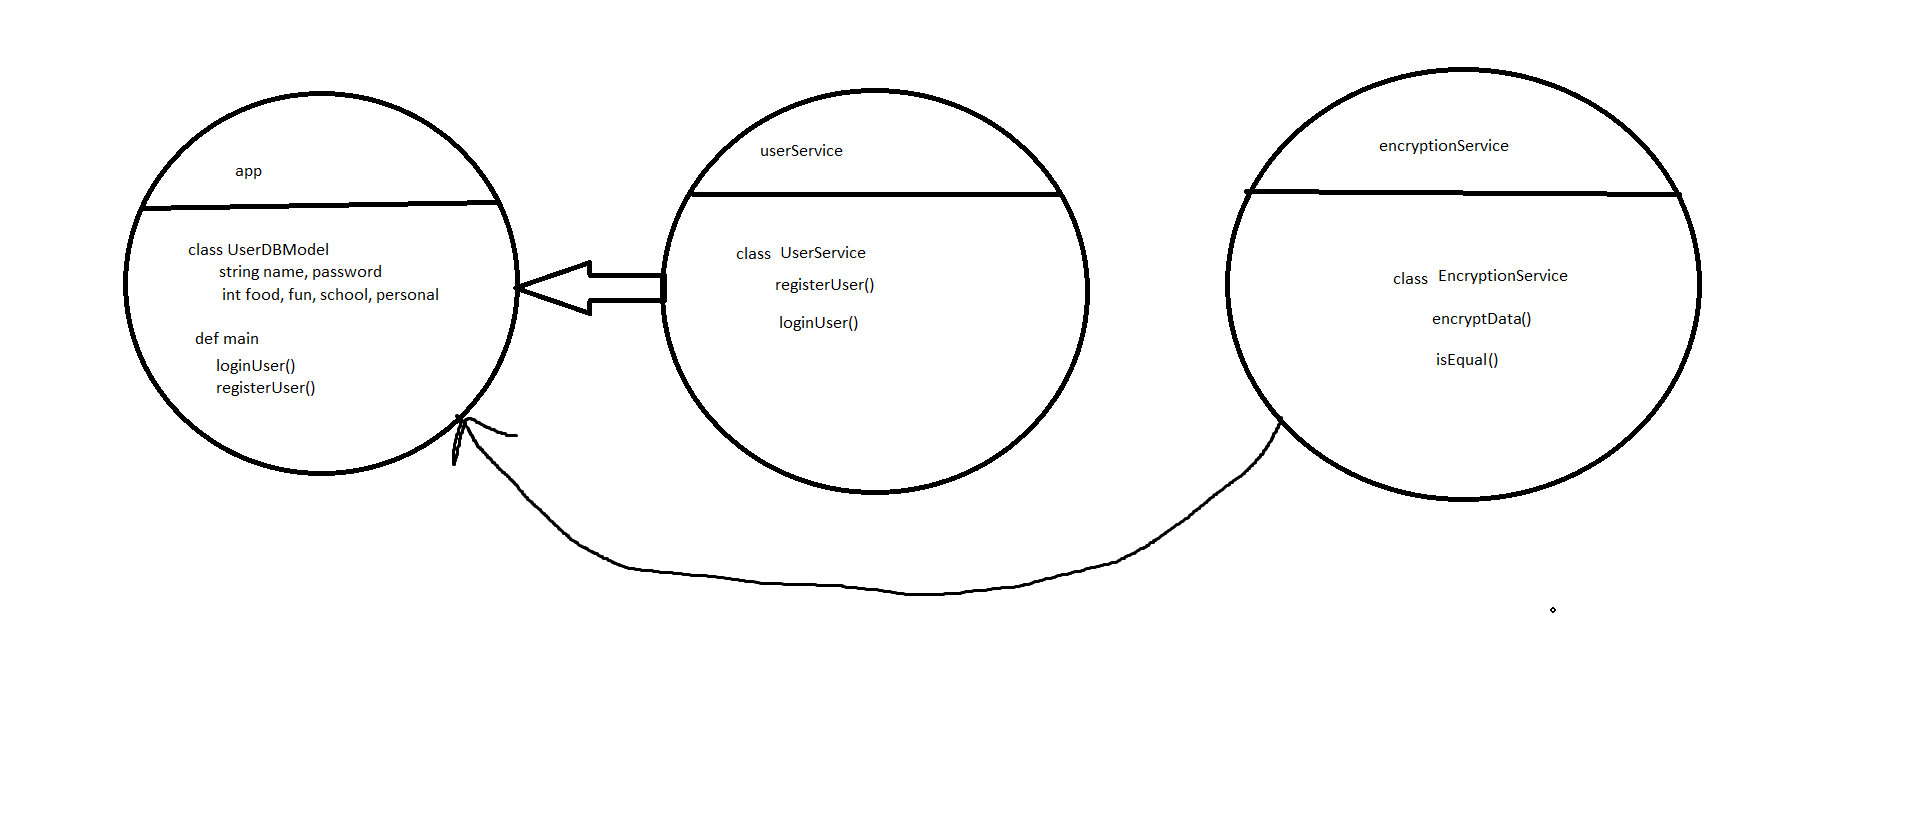 app
class UserDBModel
string name, password
int food, fun, school, personal
def main
loginUser()
registerUser()
userService
class UserService
registerUser()
loginUser()
encryptionService
class EncryptionService
encryptData()
isEqual()